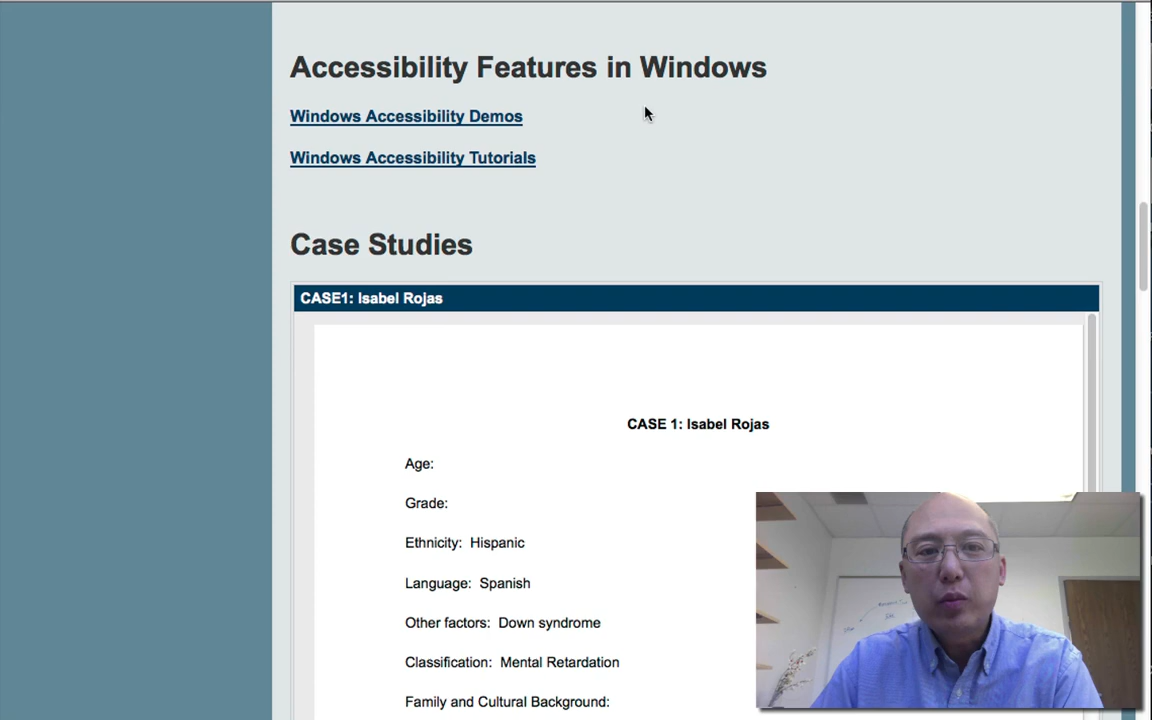 Accessibility Features in Windows
Windows Accessibility Demos
Windows Accessibility Tutorials
Case Studies
CASE1: Isabel Rojas
CASE 1: Isabel Rojas
Age:
Grade:
Ethnicity:  Hispanic
Language:  Spanish
Other factors:  Down syndrome
Classification:  Mental Retardation
Family and Cultural Background: